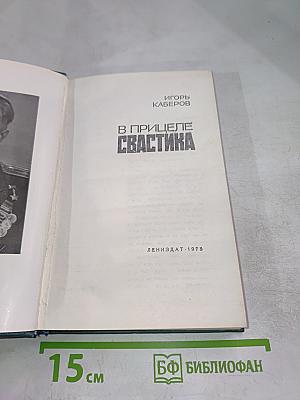 ИГОРЬ
КАБЕРОВ
В ПРИЦЕЛЕ
СВАСТИКА
ЛЕНИЗДАТ·1975
15 см
БФ БИБЛИОФАН